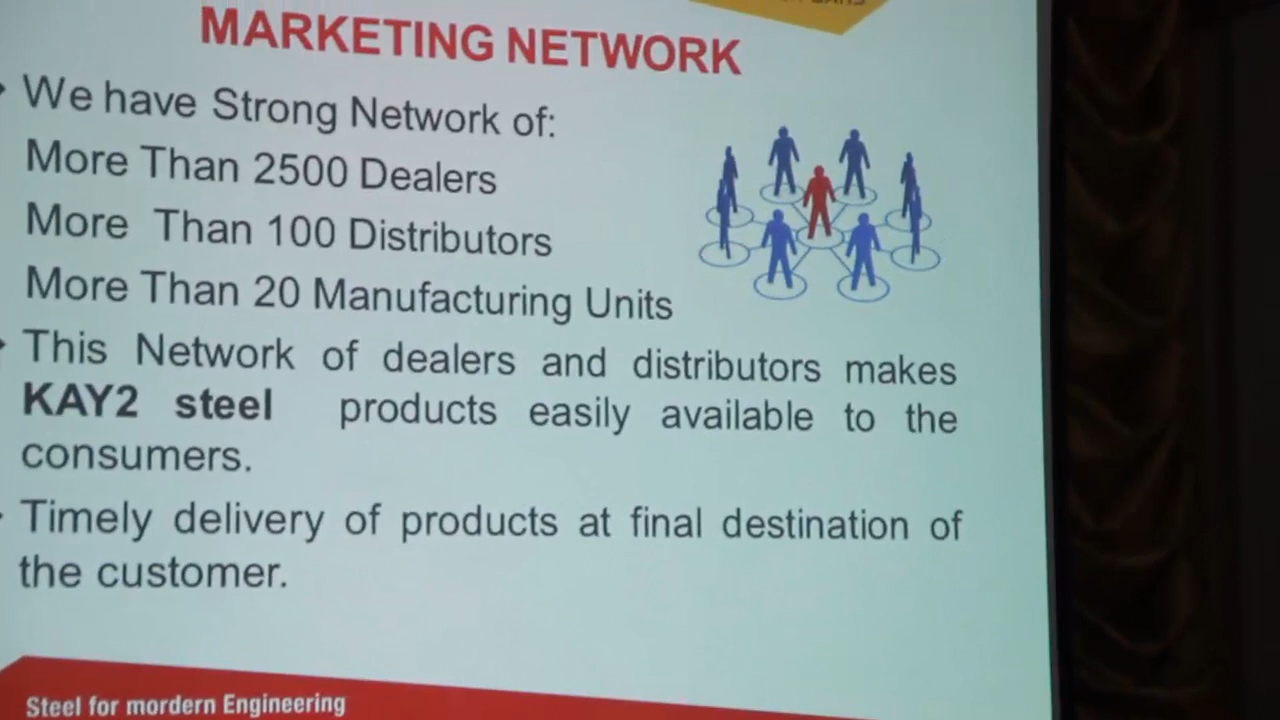 MARKETING NETWORK
We have Strong Network of:
More Than 2500 Dealers
More Than 100 Distributors
More Than 20 Manufacturing Units
This Network of dealers and distributors makes
KAY2 steel products easily available to the
consumers.
Timely delivery of products at final destination of
the customer.
Steel for mordern Engineering